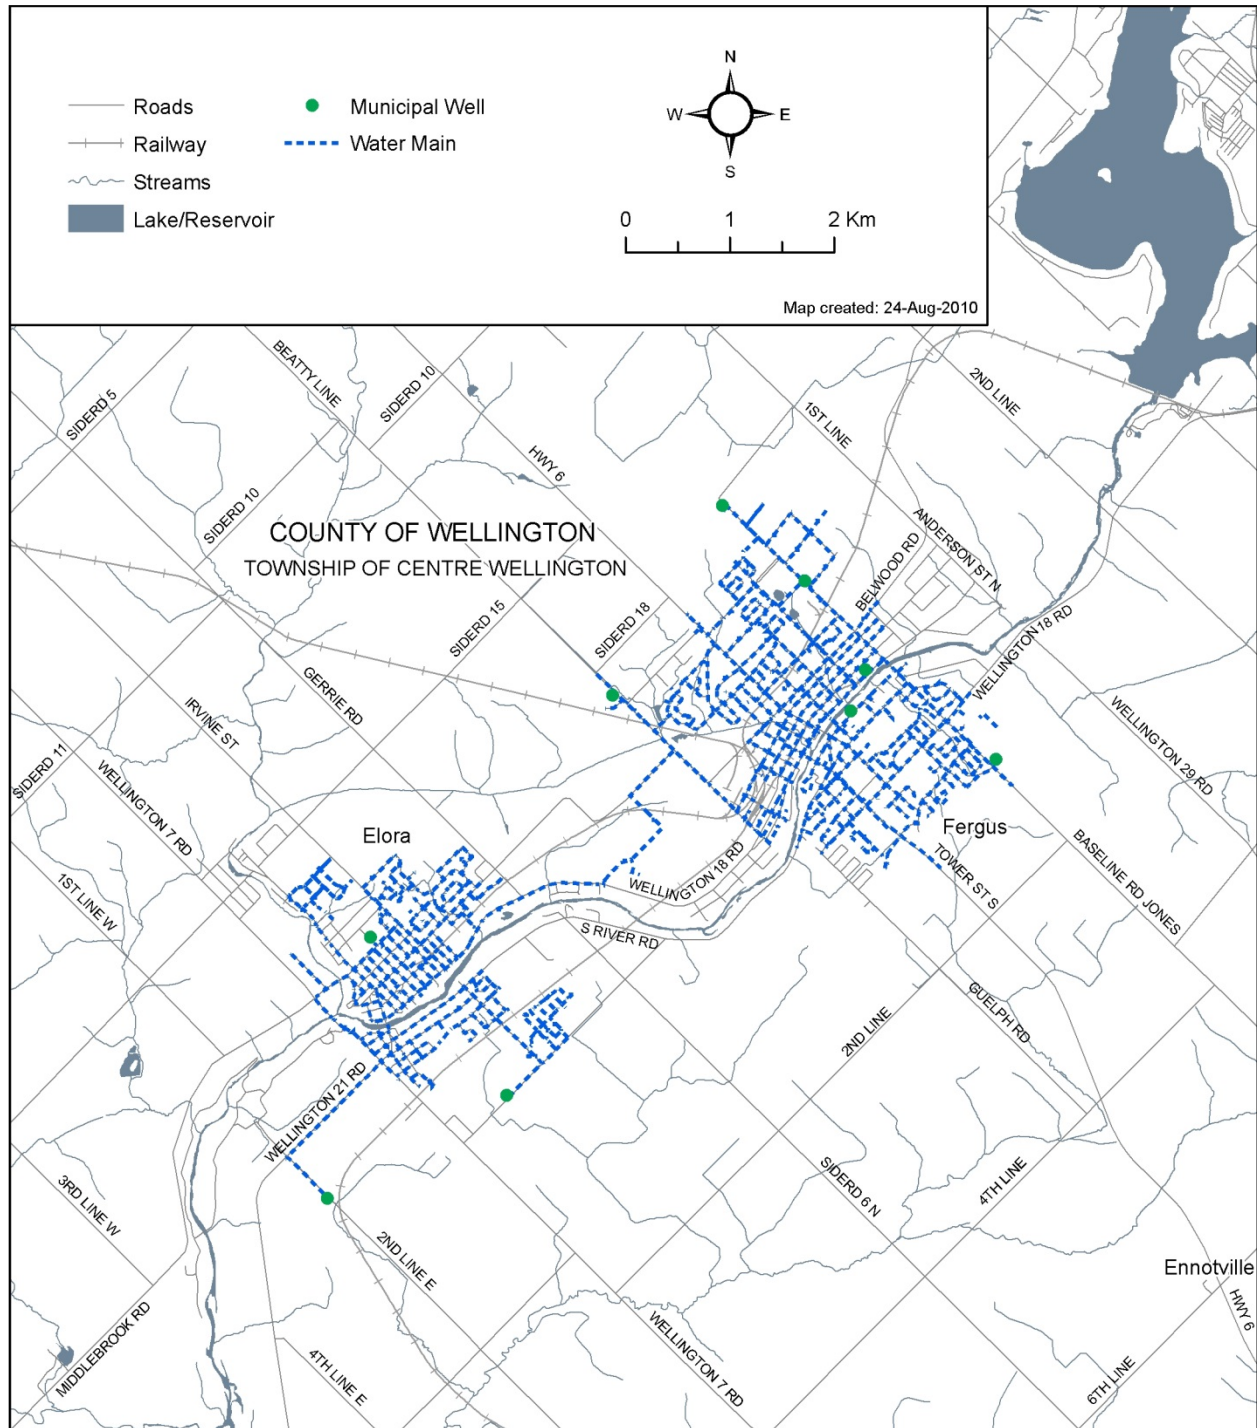 Roads
Railway
Streams
Lake/Reservoir
Municipal Well
Water Main
N
W
E
S
0 1 2 Km
Map created: 24-Aug-2010
SIDERD 5
BEATTY LINE
SIDERD 10
HWY 6
1ST LINE
2ND LINE
SIDERD 10
COUNTY OF WELLINGTON
TOWNSHIP OF CENTRE WELLINGTON
ANDERSON ST N
BELWOOD RD
SIDERD 15
SIDERD 18
WELLINGTON 18 RD
GERRIE RD
IRVINE ST
SIDERD 11
WELLINGTON 7 RD
WELLINGTON 29 RD
Elora
Fergus
1ST LINE W
WELLINGTON 18 RD
TOWER ST S
BASELINE RD JONES
S RIVER RD
GUELPH RD
2ND LINE
WELLINGTON 21 RD
SIDERD 6 N
4TH LINE
3RD LINE W
2ND LINE E
Ennotville
HWY 6
MIDDLEBROOK RD
4TH LINE E
WELLINGTON 7 RD
6TH LINE